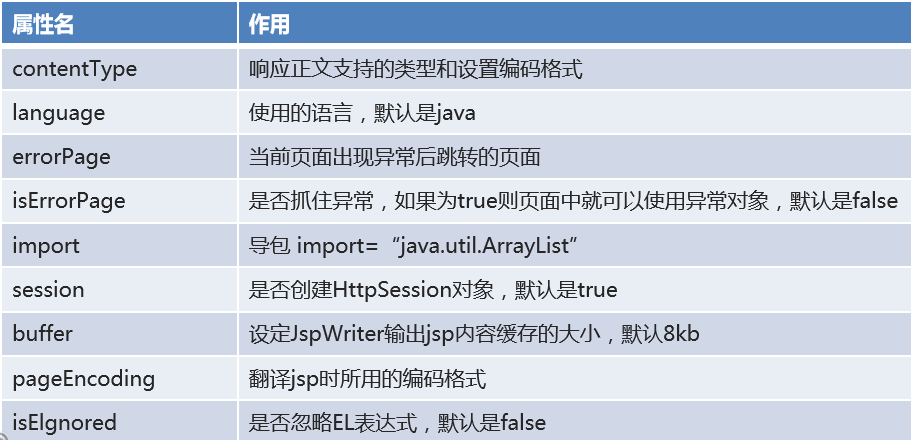 属性名 作用
contentType 响应正文支持的类型和设置编码格式
language 使用的语言，默认是java
errorPage 当前页面出现异常后跳转的页面
isErrorPage 是否抓住异常，如果为true则页面中就可以使用异常对象，默认是false
import 导包 import=“java.util.ArrayList”
session 是否创建HttpSession对象，默认是true
buffer 设定JspWriter输出jsp内容缓存的大小，默认8kb
pageEncoding 翻译jsp时所用的编码格式
isElgnored 是否忽略EL表达式，默认是false